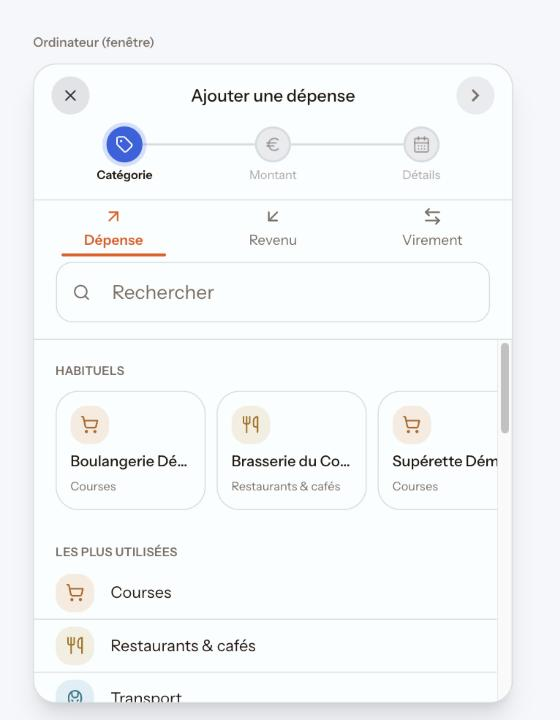 Ordinateur (fenêtre)
Ajouter une dépense
Catégorie
Montant
Détails
Dépense
Revenu
Virement
Rechercher
HABITUELS
Boulangerie Dé...
Brasserie du Co...
Supérette Dém
Courses
Restaurants & cafés
Courses
LES PLUS UTILISÉES
Courses
Restaurants & cafés
Transport